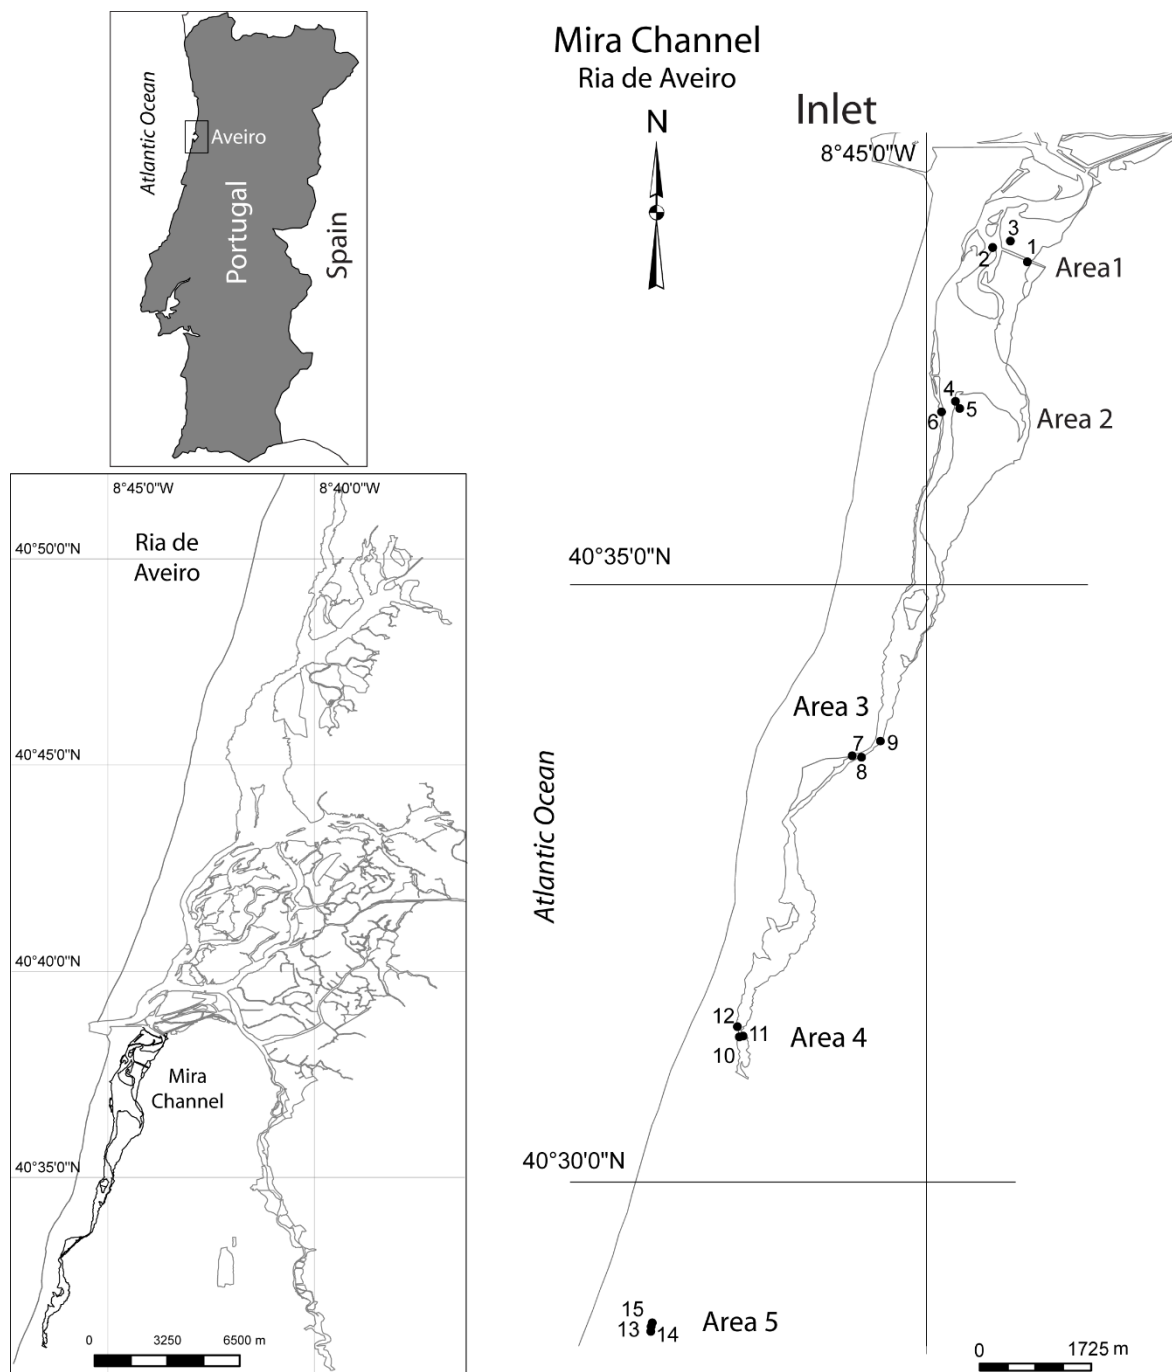 Atlantic Ocean
Aveiro
Portugal
Spain
8°45'0"W
8°40'0"W
40°50'0"N
Ria de
Aveiro
40°45'0"N
40°40'0"N
Mira
Channel
40°35'0"N
0
3250
6500 m
Mira Channel
Ria de Aveiro
N
Inlet
8°45'0"W
3
2
1
Area1
4
5
6
Area 2
40°35'0"N
Area 3
7
9
8
Atlantic Ocean
12
11
10
Area 4
40°30'0"N
15
13
14
Area 5
0
1725 m